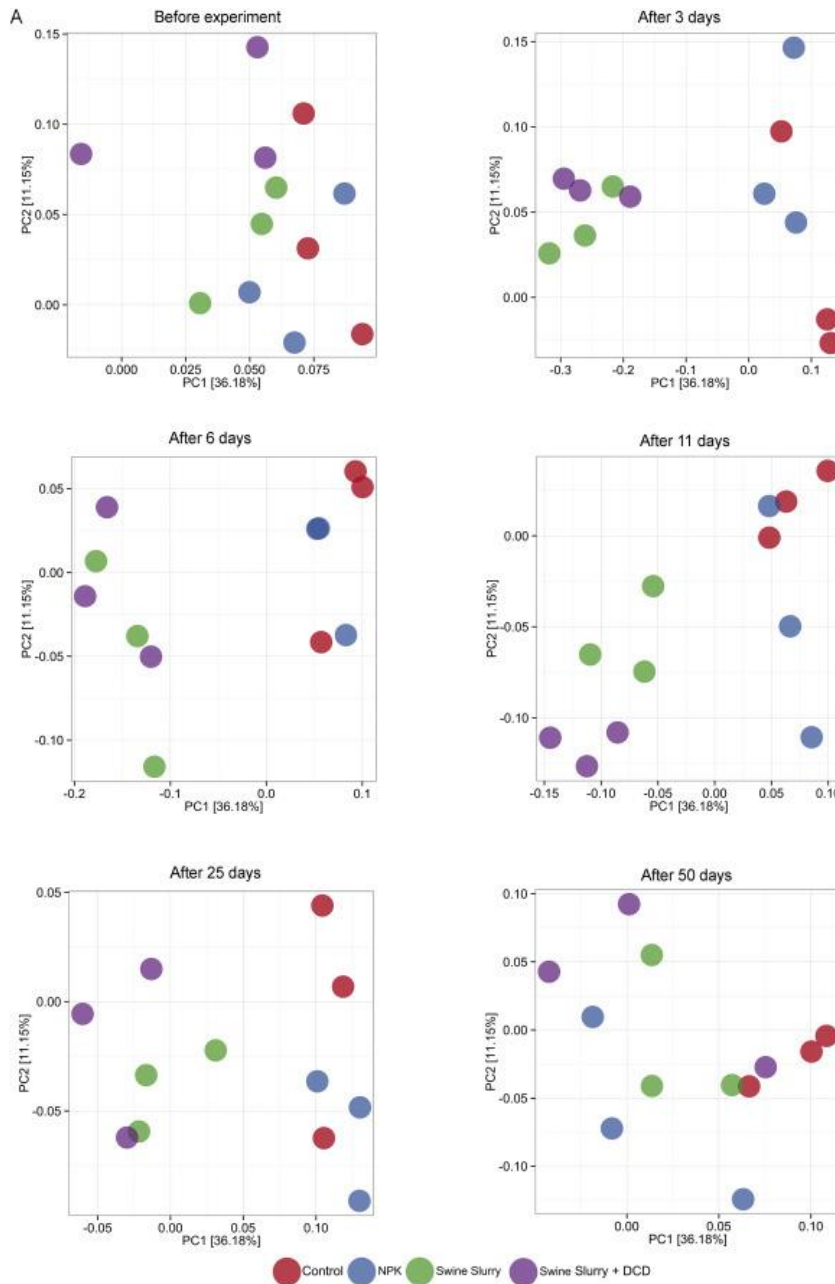 A
Before experiment
0.15
0.10
0.05
0.00
PC2 [11.15%]
0.000
0.025
0.050
0.075
PC1 [36.18%]
After 3 days
0.15
0.10
0.05
0.00
PC2 [11.15%]
-0.3
-0.2
-0.1
0.0
0.1
PC1 [36.18%]
After 6 days
0.05
0.00
-0.05
-0.10
PC2 [11.15%]
-0.2
-0.1
0.0
0.1
PC1 [36.18%]
After 11 days
0.00
-0.05
-0.10
PC2 [11.15%]
-0.15
-0.10
-0.05
0.00
0.05
0.10
PC1 [36.18%]
After 25 days
0.05
0.00
-0.05
PC2 [11.15%]
-0.05
0.00
0.05
0.10
PC1 [36.18%]
After 50 days
0.10
0.05
0.00
-0.05
-0.10
PC2 [11.15%]
0.00
0.05
0.10
PC1 [36.18%]
Control NPK Swine Slurry Swine Slurry + DCD